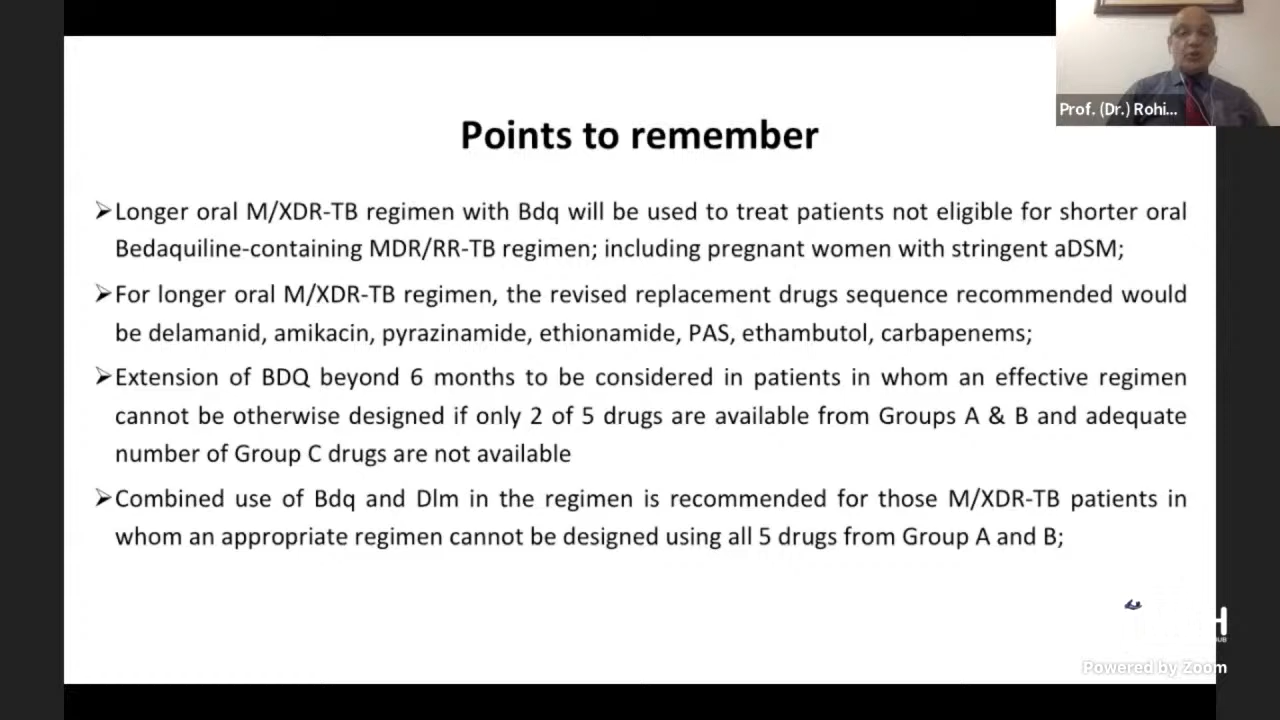 Prof. (Dr.) Rohi...
Points to remember
➢Longer oral M/XDR-TB regimen with Bdq will be used to treat patients not eligible for shorter oral
Bedaquiline-containing MDR/RR-TB regimen; including pregnant women with stringent aDSM;
➢For longer oral M/XDR-TB regimen, the revised replacement drugs sequence recommended would
be delamanid, amikacin, pyrazinamide, ethionamide, PAS, ethambutol, carbapenems;
➢Extension of BDQ beyond 6 months to be considered in patients in whom an effective regimen
cannot be otherwise designed if only 2 of 5 drugs are available from Groups A & B and adequate
number of Group C drugs are not available
➢Combined use of Bdq and Dlm in the regimen is recommended for those M/XDR-TB patients in
whom an appropriate regimen cannot be designed using all 5 drugs from Group A and B;
Powered by Zoom